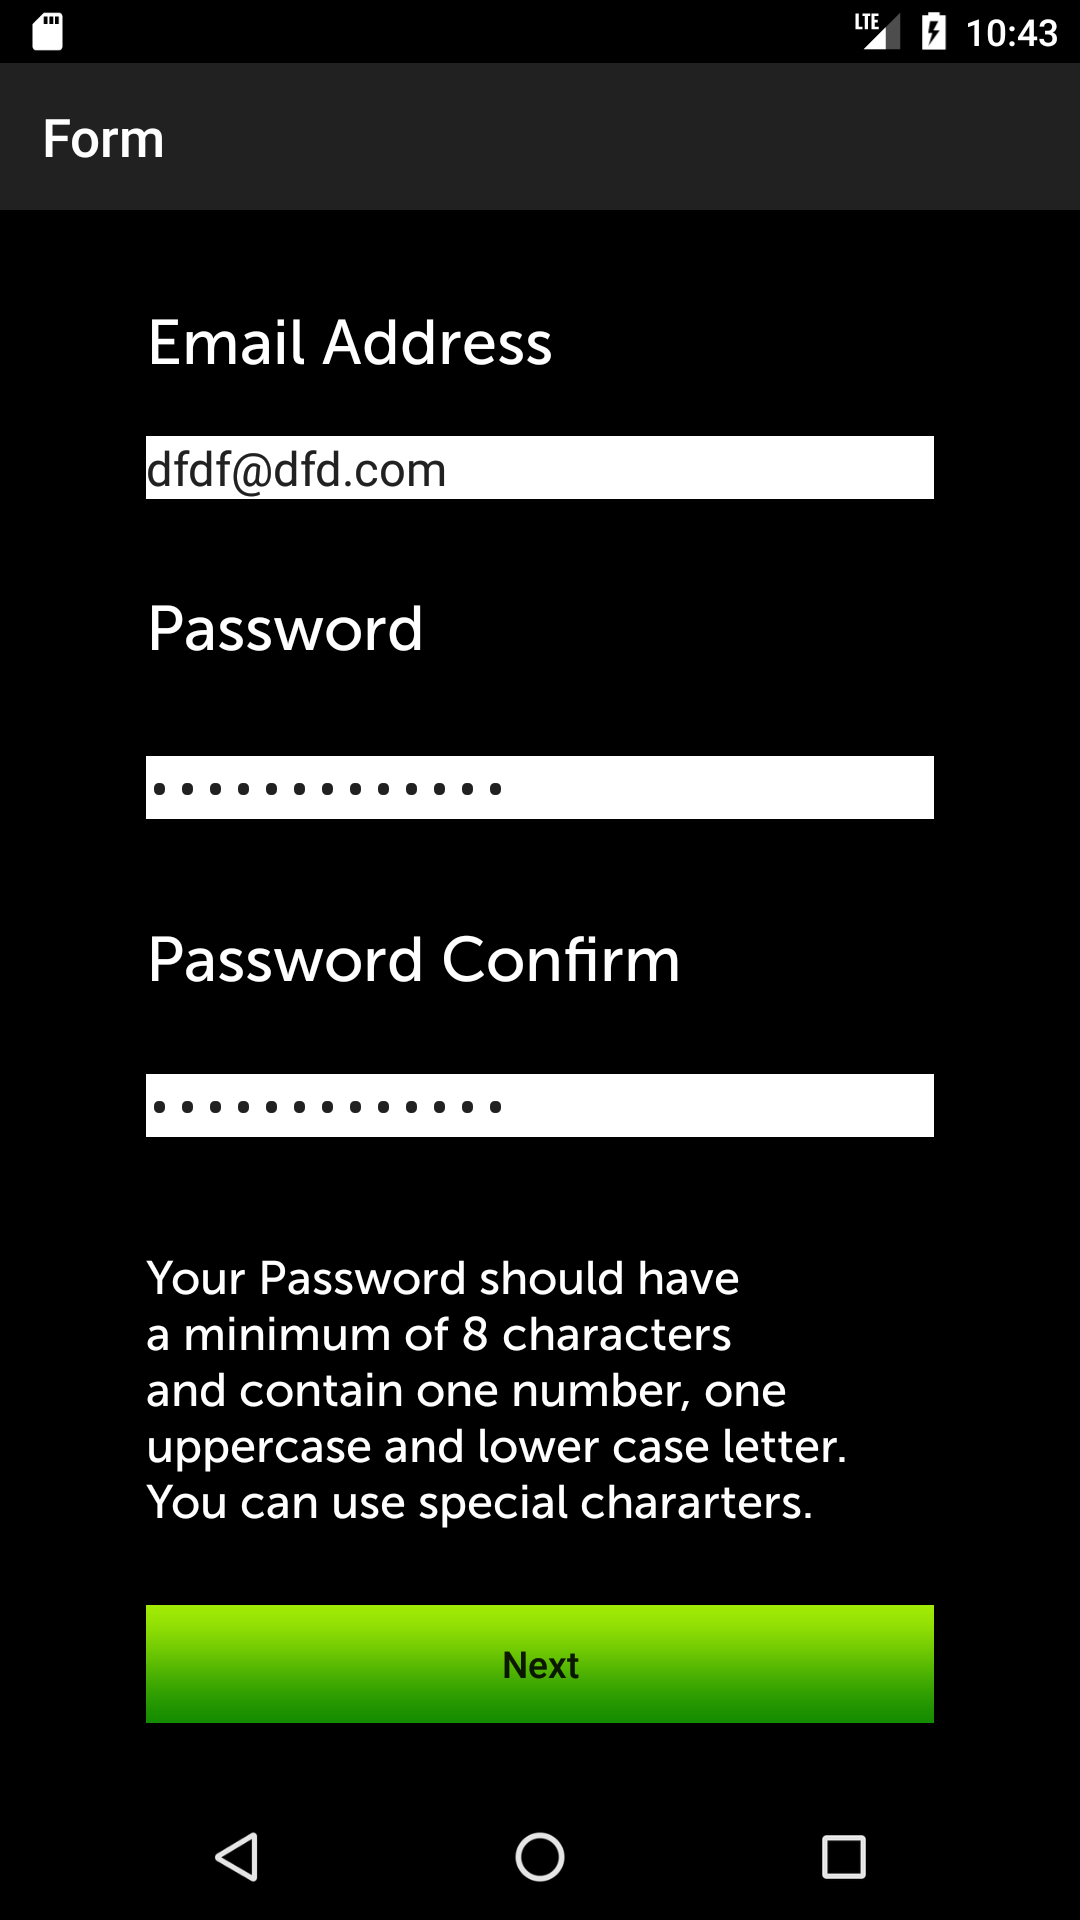 LTE 10:43
Form
Email Address
dfdf@dfd.com
Password
•••••••••••••
Password Confirm
•••••••••••••
Your Password should have
a minimum of 8 characters
and contain one number, one
uppercase and lower case letter.
You can use special chararters.
Next